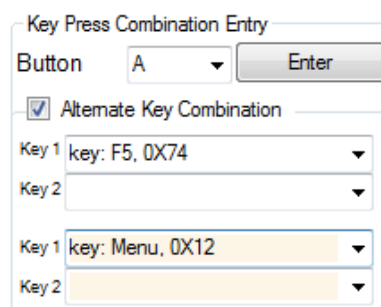 Key Press Combination Entry
Button A Enter
Alternate Key Combination
Key 1 key: F5, 0X74
Key 2
Key 1 key: Menu, 0X12
Key 2